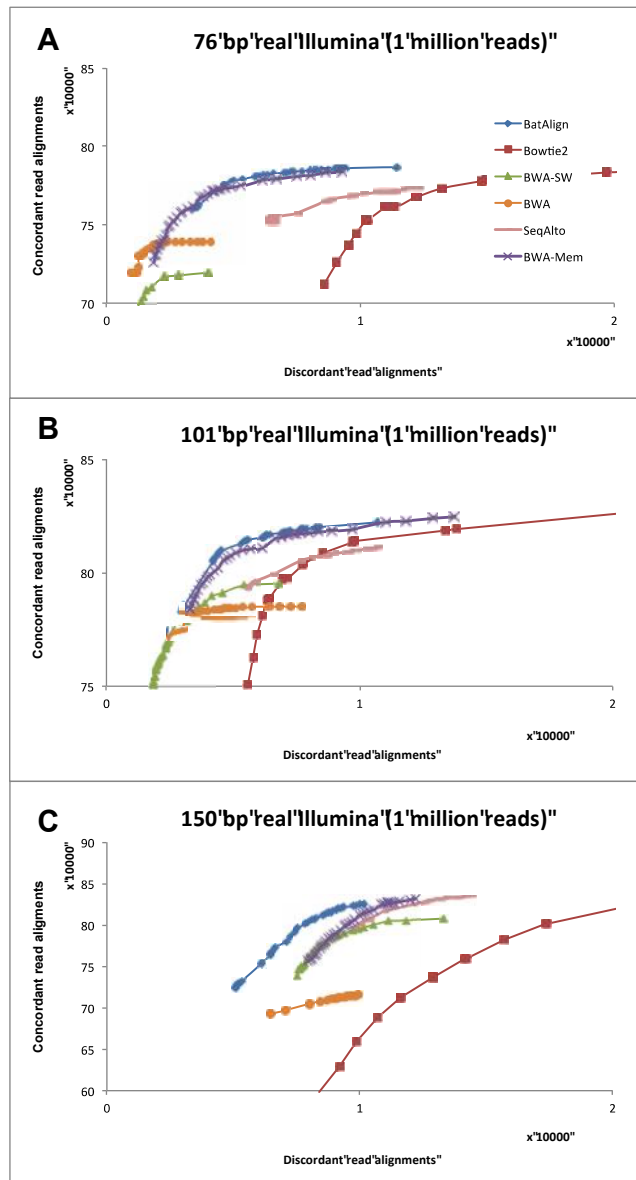 A
76"bp"real"Illumina"(1"million"reads)"
Concordant read alignments
x"10000"
85
80
75
70
0
1
2
x"10000"
Discordant"read"alignments"
BatAlign
Bowtie2
BWA-SW
BWA
SeqAlto
BWA-Mem
B
101"bp"real"Illumina"(1"million"reads)"
Concordant read aligments
x"10000"
85
80
75
0
1
2
x"10000"
Discordant"read"alignments"
C
150"bp"real"Illumina"(1"million"reads)"
Concordant read aligments
x"10000"
90
85
80
75
70
65
60
0
1
2
x"10000"
Discordant"read"alignments"